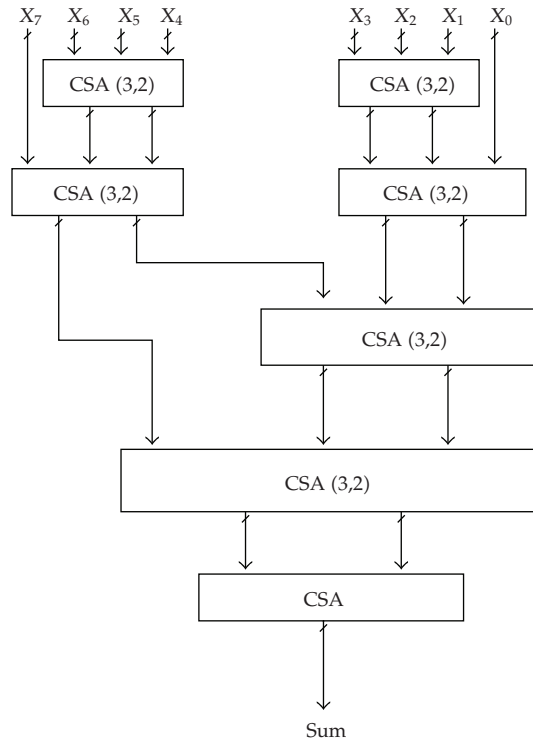 X₇ X₆ X₅ X₄ X₃ X₂ X₁ X₀
CSA (3,2) CSA (3,2)
CSA (3,2) CSA (3,2)
CSA (3,2)
CSA (3,2)
CSA
Sum